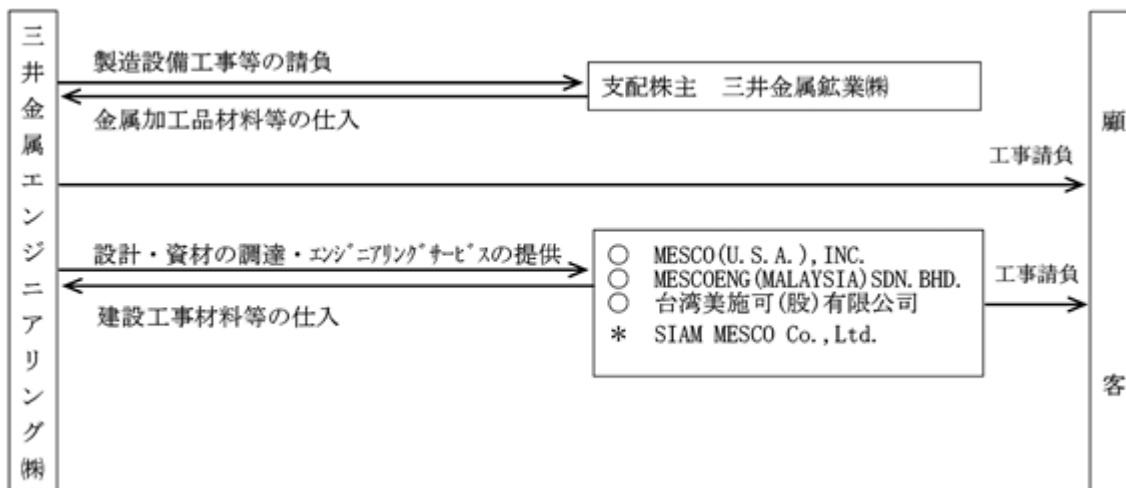 三井金属エンジニアリング㈱
製造設備工事等の請負
支配株主　三井金属鉱業㈱
金属加工品材料等の仕入
工事請負
設計・資材の調達・ｴﾝｼﾞﾆｱﾘﾝｸﾞｻｰﾋﾞｽの提供
建設工事材料等の仕入
○　MESCO(U.S.A.),INC.
○　MESCOENG(MALAYSIA)SDN.BHD.
○　台湾美施可(股)有限公司
＊　SIAM MESCO Co.,Ltd.
工事請負
顧客